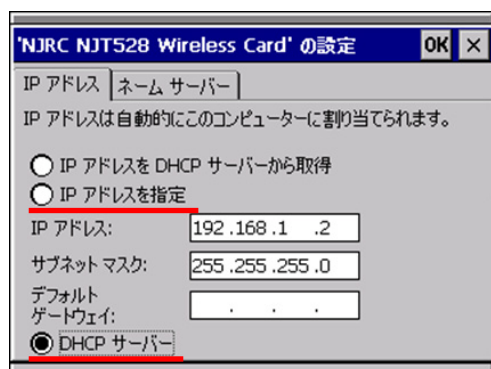 'NJRC NJT528 Wireless Card' の設定 OK ×
IP アドレス ネーム サーバー
IP アドレスは自動的にこのコンピューターに割り当てられます。
IP アドレスを DHCP サーバーから取得
IP アドレスを指定
IP アドレス: 192 .168 .1 .2
サブネット マスク: 255 .255 .255 .0
デフォルト
ゲートウェイ: . . .
DHCP サーバー